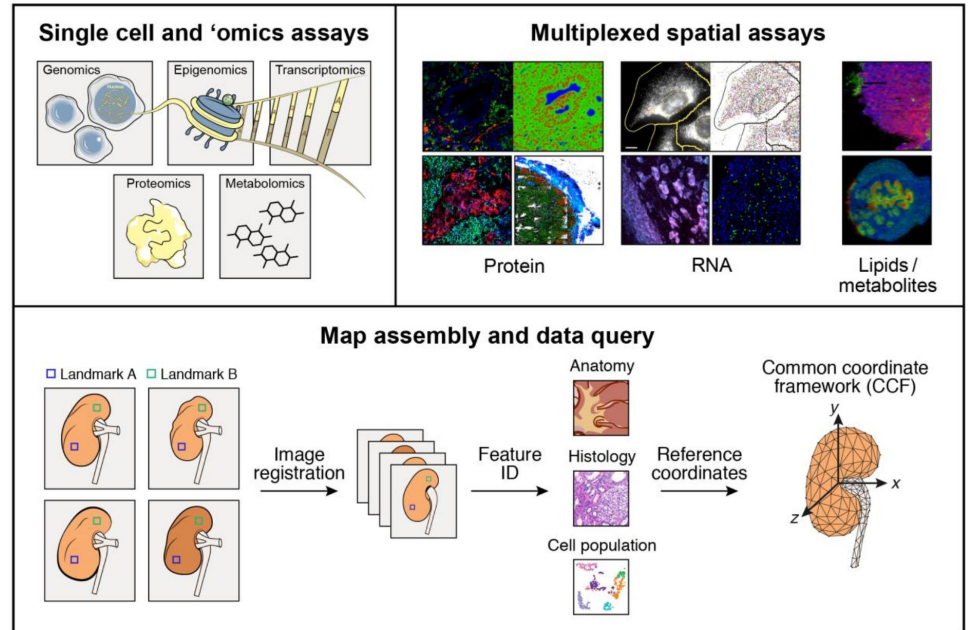 Single cell and ‘omics assays
Genomics
Epigenomics
Transcriptomics
Proteomics
Metabolomics
Multiplexed spatial assays
Protein
RNA
Lipids /
metabolites
Map assembly and data query
Landmark A
Landmark B
Image
registration
Feature
ID
Anatomy
Histology
Cell population
Reference
coordinates
Common coordinate
framework (CCF)
y
x
z